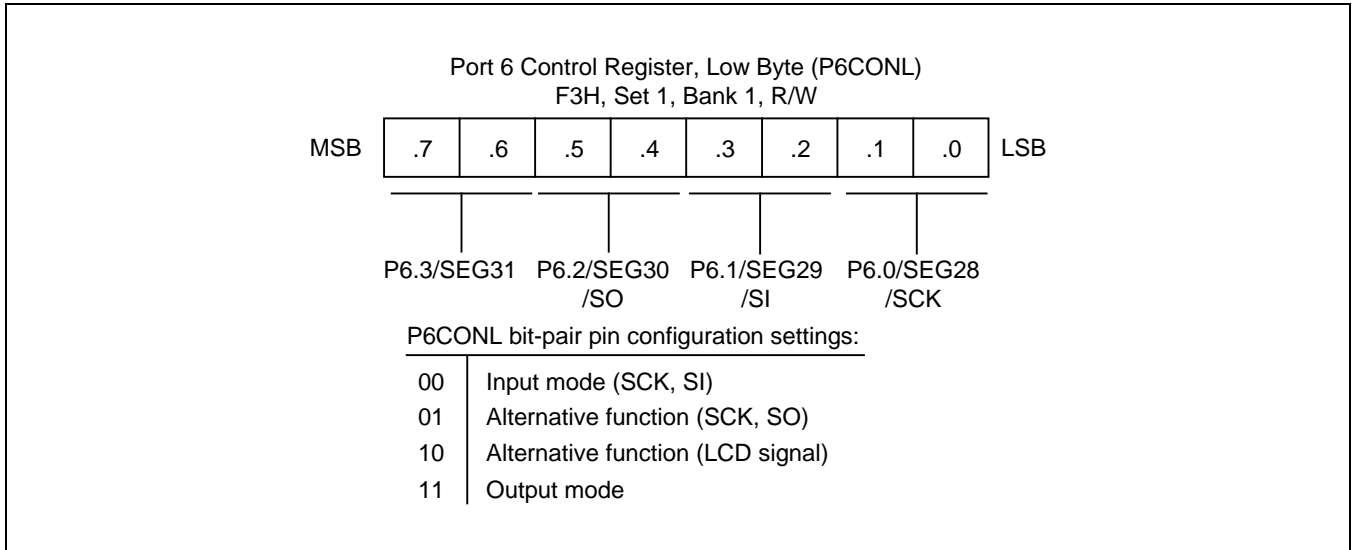 Port 6 Control Register, Low Byte (P6CONL)
F3H, Set 1, Bank 1, R/W
MSB .7 .6 .5 .4 .3 .2 .1 .0 LSB
P6.3/SEG31 P6.2/SEG30 P6.1/SEG29 P6.0/SEG28
/SO /SI /SCK
P6CONL bit-pair pin configuration settings:
00 Input mode (SCK, SI)
01 Alternative function (SCK, SO)
10 Alternative function (LCD signal)
11 Output mode